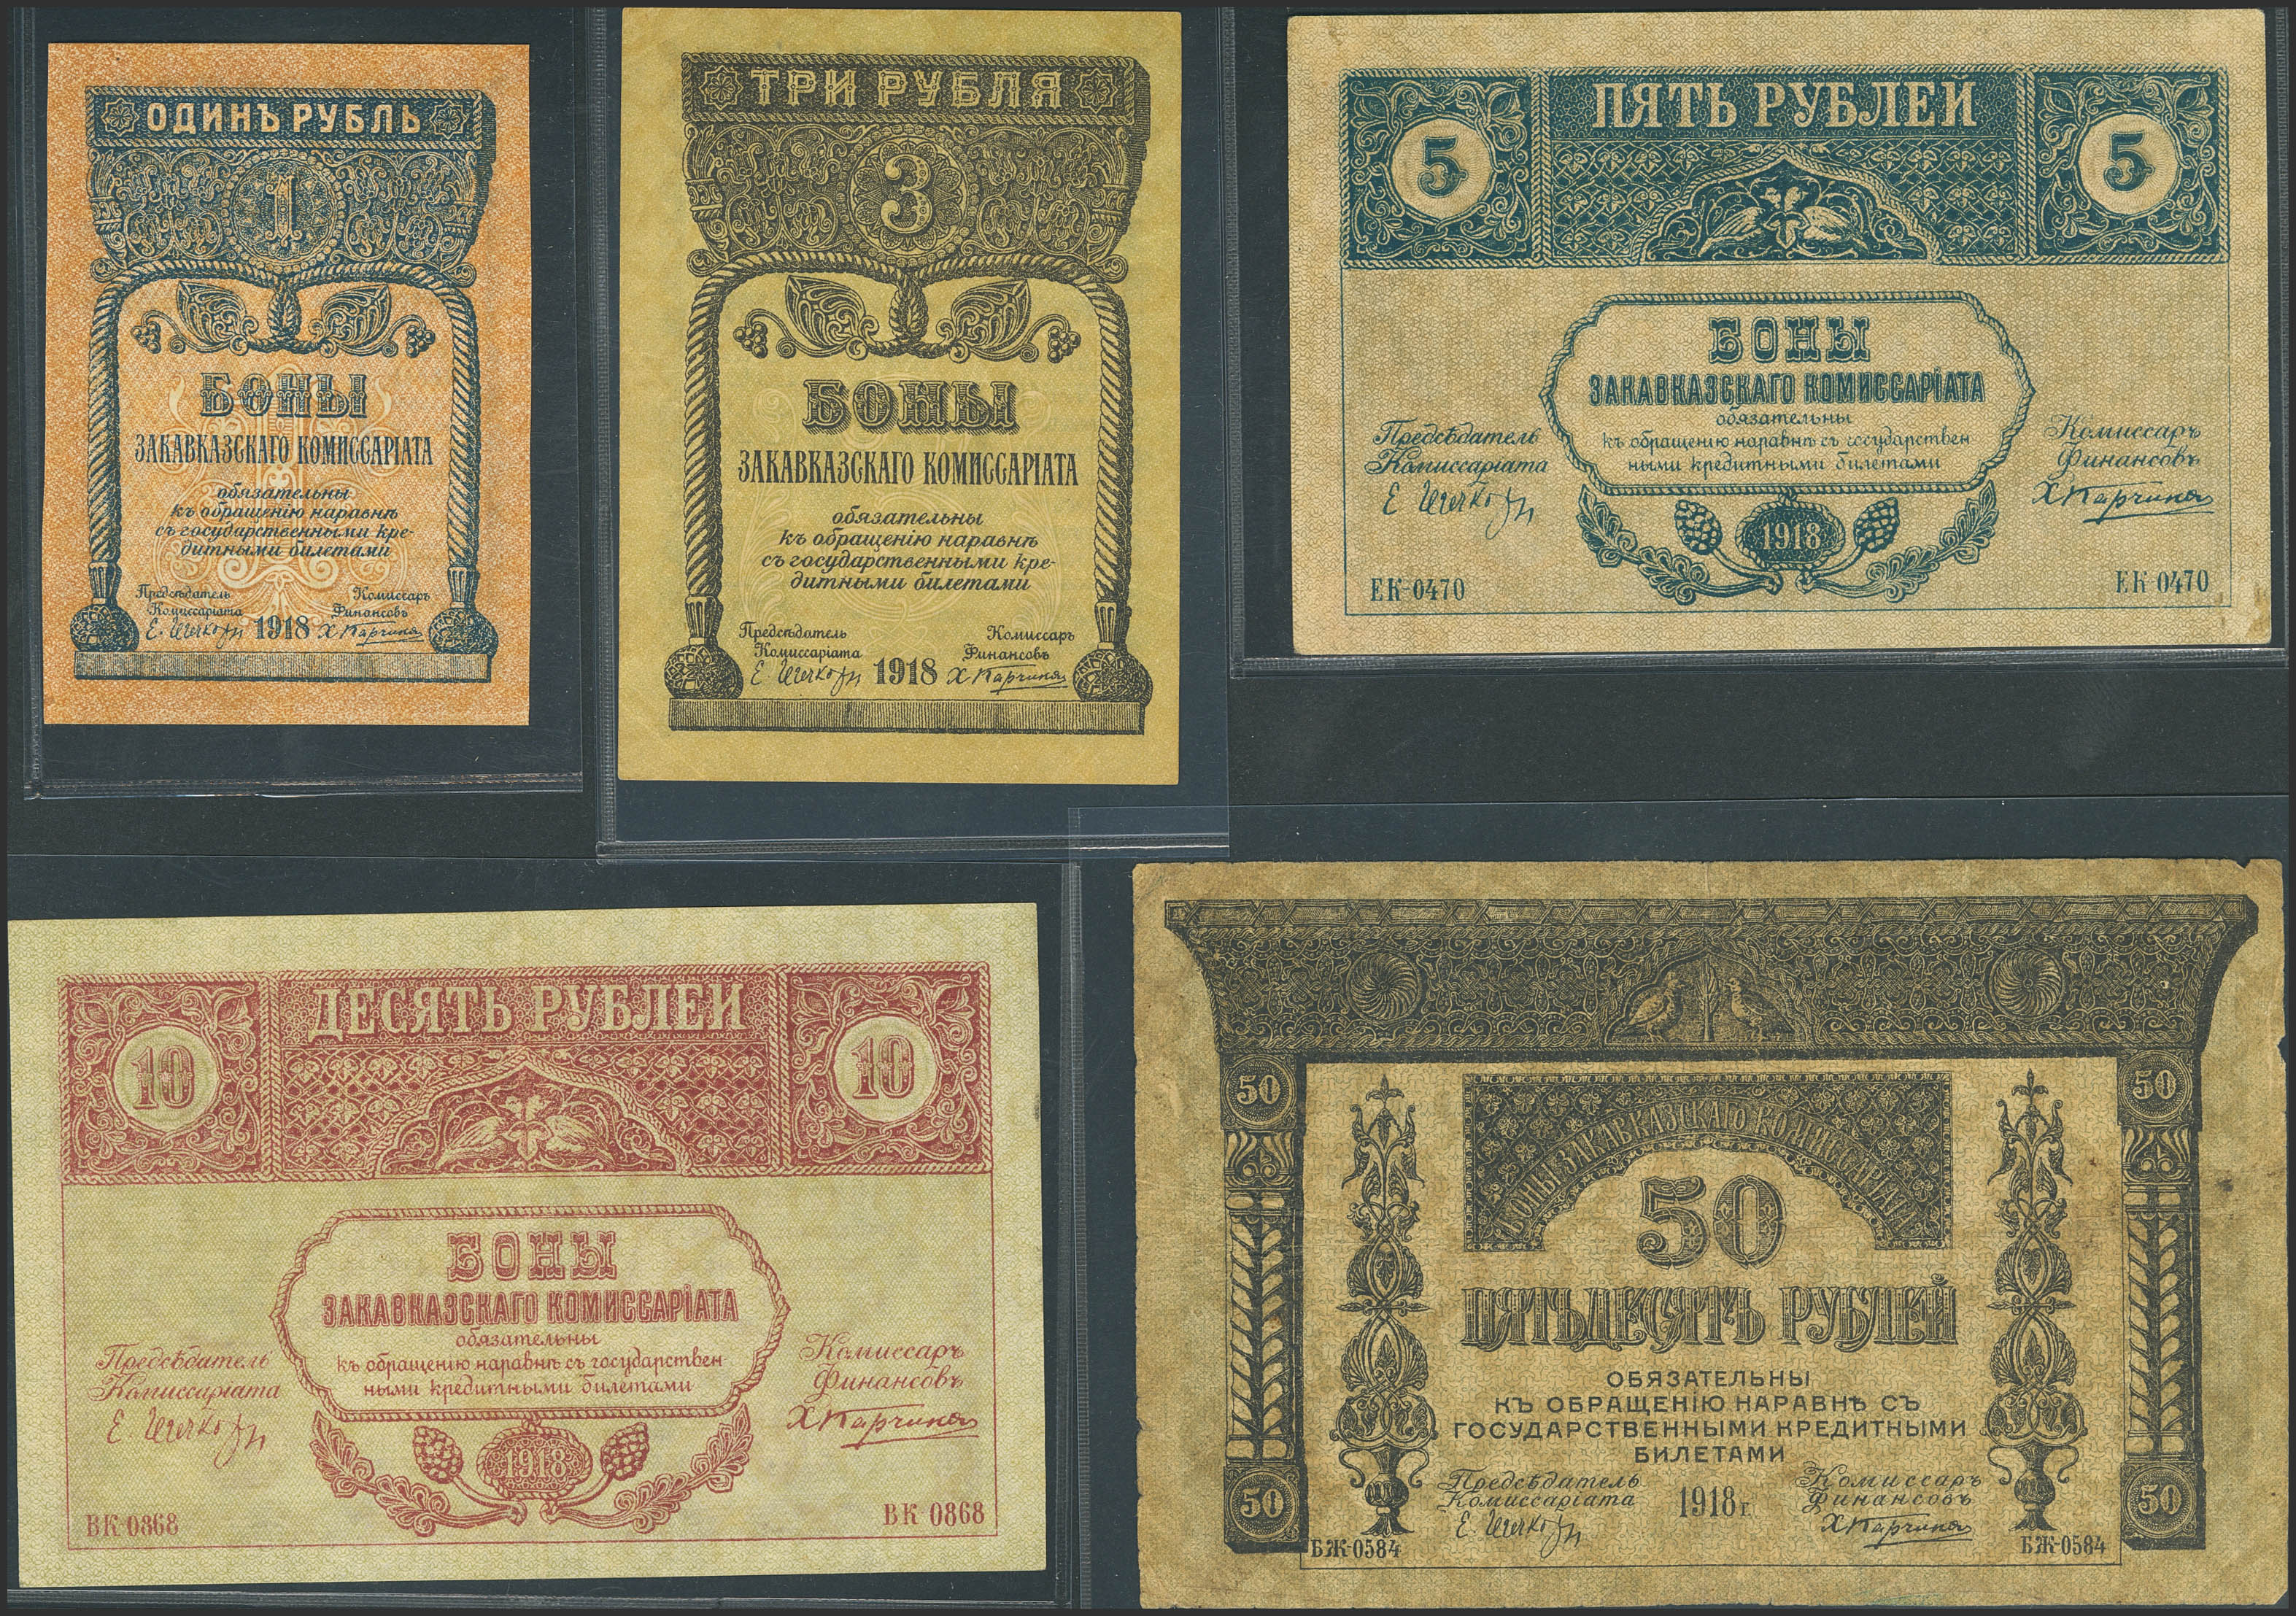 ОДИНЪ РУБЛЬ
1
БОНЫ
ЗАКАВКАЗСКАГО КОМИССАРІАТА
обязательны
къ обращенію наравнѣ
съ государственными кре-
дитными билетами
Предсѣдатель
Комиссаріата
Комиссаръ
Финансовъ
1918
ТРИ РУБЛЯ
3
БОНЫ
ЗАКАВКАЗСКАГО КОМИССАРІАТА
обязательны
къ обращенію наравнѣ
съ государственными кре-
дитными билетами
Предсѣдатель
Комиссаріата
Комиссаръ
Финансовъ
1918
ПЯТЬ РУБЛЕЙ
5 5
БОНЫ
ЗАКАВКАЗСКАГО КОМИССАРІАТА
обязательны
къ обращенію наравнѣ съ государствен
ными кредитными билетами
Предсѣдатель
Комиссаріата
Комиссаръ
Финансовъ
1918
ЕК-0470 ЕК-0470
ДЕСЯТЬ РУБЛЕЙ
10 10
БОНЫ
ЗАКАВКАЗСКАГО КОМИССАРІАТА
обязательны
къ обращенію наравнѣ съ государствен
ными кредитными билетами
Предсѣдатель
Комиссаріата
Комиссаръ
Финансовъ
1918
ВК 0868 ВК 0868
50 50
БОНЫ ЗАКАВКАЗСКАГО КОМИССАРІАТА
50
ПЯТЬДЕСЯТЪ РУБЛЕЙ
ОБЯЗАТЕЛЬНЫ
КЪ ОБРАЩЕНІЮ НАРАВНѢ СЪ
ГОСУДАРСТВЕННЫМИ КРЕДИТНЫМИ
БИЛЕТАМИ
Предсѣдатель
Комиссаріата
1918 г.
Комиссаръ
Финансовъ
50 50
БЖ-0584 БЖ-0584